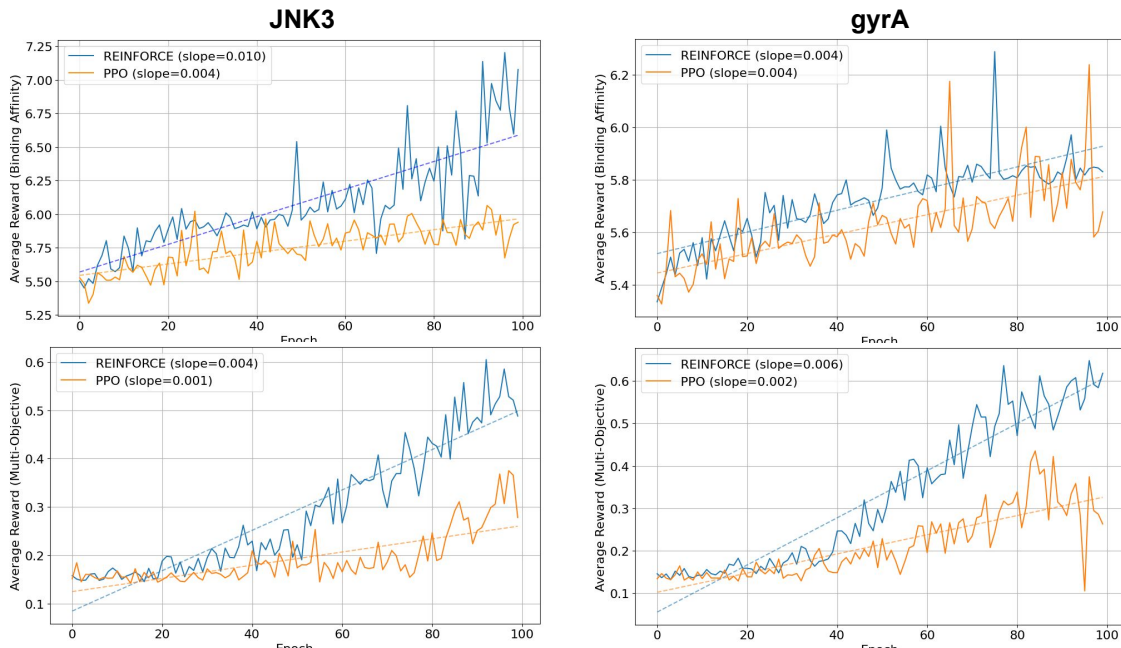 JNK3
gyrA
REINFORCE (slope=0.010)
PPO (slope=0.004)
Average Reward (Binding Affinity)
7.25
7.00
6.75
6.50
6.25
6.00
5.75
5.50
5.25
0 20 40 60 80 100
Epoch
REINFORCE (slope=0.004)
PPO (slope=0.004)
Average Reward (Binding Affinity)
6.2
6.0
5.8
5.6
5.4
0 20 40 60 80 100
Epoch
REINFORCE (slope=0.004)
PPO (slope=0.001)
Average Reward (Multi-Objective)
0.6
0.5
0.4
0.3
0.2
0.1
0 20 40 60 80 100
Epoch
REINFORCE (slope=0.006)
PPO (slope=0.002)
Average Reward (Multi-Objective)
0.6
0.5
0.4
0.3
0.2
0.1
0 20 40 60 80 100
Epoch